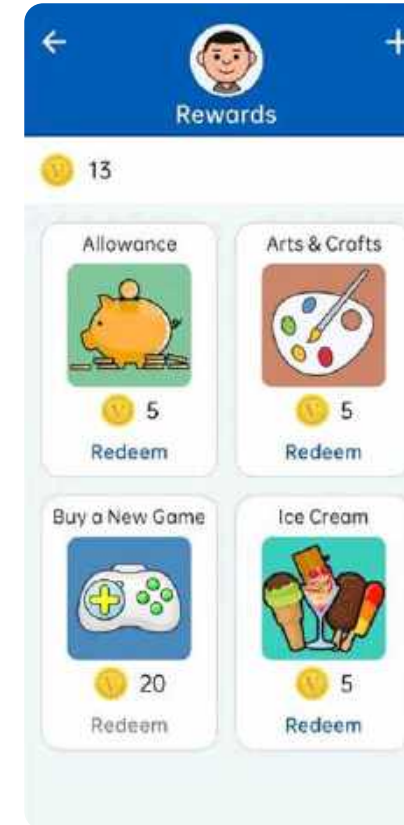 Rewards
13
Allowance
Arts & Crafts
5
5
Redeem
Redeem
Buy a New Game
Ice Cream
20
5
Redeem
Redeem